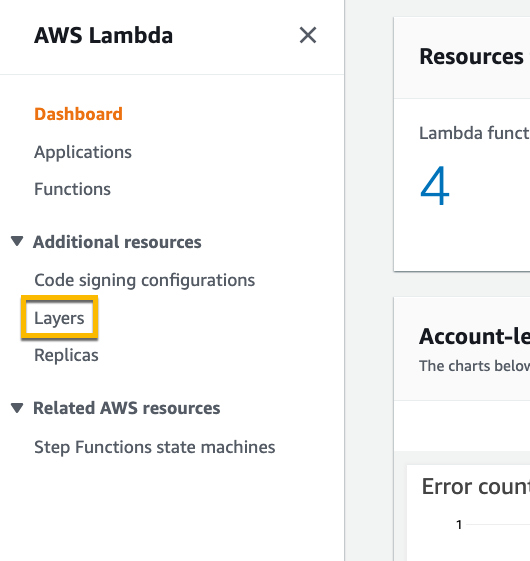 AWS Lambda
Dashboard
Applications
Functions
Additional resources
Code signing configurations
Layers
Replicas
Related AWS resources
Step Functions state machines
Resources
Lambda funct
4
Account-le
The charts below
Error count
1